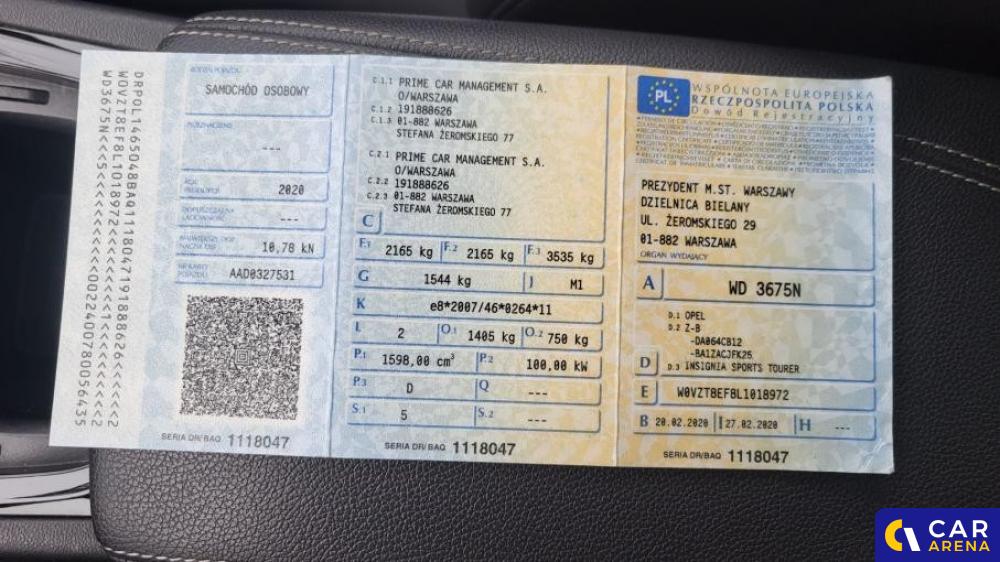 DRPOL1465048BAQ1118047191888626<<<<<<2
W0VZT8EF8L1018972<<<<<<
WD3675N<<5<<
0022400780056435
RODZAJ POJAZDU
SAMOCHÓD OSOBOWY
PRZEZNACZENIE
---
ROK PRODUKCJI
2020
DOPUSZCZALNA ŁADOWNOŚĆ
---
10,78 kN
NR KARTY POJAZDU
AAD0327531
SERIA DR/BAQ 1118047
C.1.1 PRIME CAR MANAGEMENT S.A.
O/WARSZAWA
C.1.2 191888626
C.1.3 01-882 WARSZAWA
STEFANA ŻEROMSKIEGO 77
C.2.1 PRIME CAR MANAGEMENT S.A.
O/WARSZAWA
C.2.2 191888626
C.2.3 01-882 WARSZAWA
STEFANA ŻEROMSKIEGO 77
C
F.1 2165 kg F.2 2165 kg F.3 3535 kg
G 1544 kg J M1
K e8*2007/46*0264*11
L 2 O.1 1405 kg O.2 750 kg
P.1 1598,00 cm³ P.2 100,00 kW
P.3 D Q ---
S.1 5 S.2 ---
SERIA DR/BAQ 1118047
PL
WSPÓLNOTA EUROPEJSKA
RZECZPOSPOLITA POLSKA
Dowód Rejestracyjny
PREZYDENT M.ST. WARSZAWY
DZIELNICA BIELANY
UL. ŻEROMSKIEGO 29
01-882 WARSZAWA
ORGAN WYDAJĄCY
A WD 3675N
D.1 OPEL
D.2 Z-B
-DA064CB12
-BA1ZACJFK25
D D.3 INSIGNIA SPORTS TOURER
E W0VZT8EF8L1018972
B 20.02.2020 I 27.02.2020 H ---
SERIA DR/BAQ 1118047
CAR
ARENA